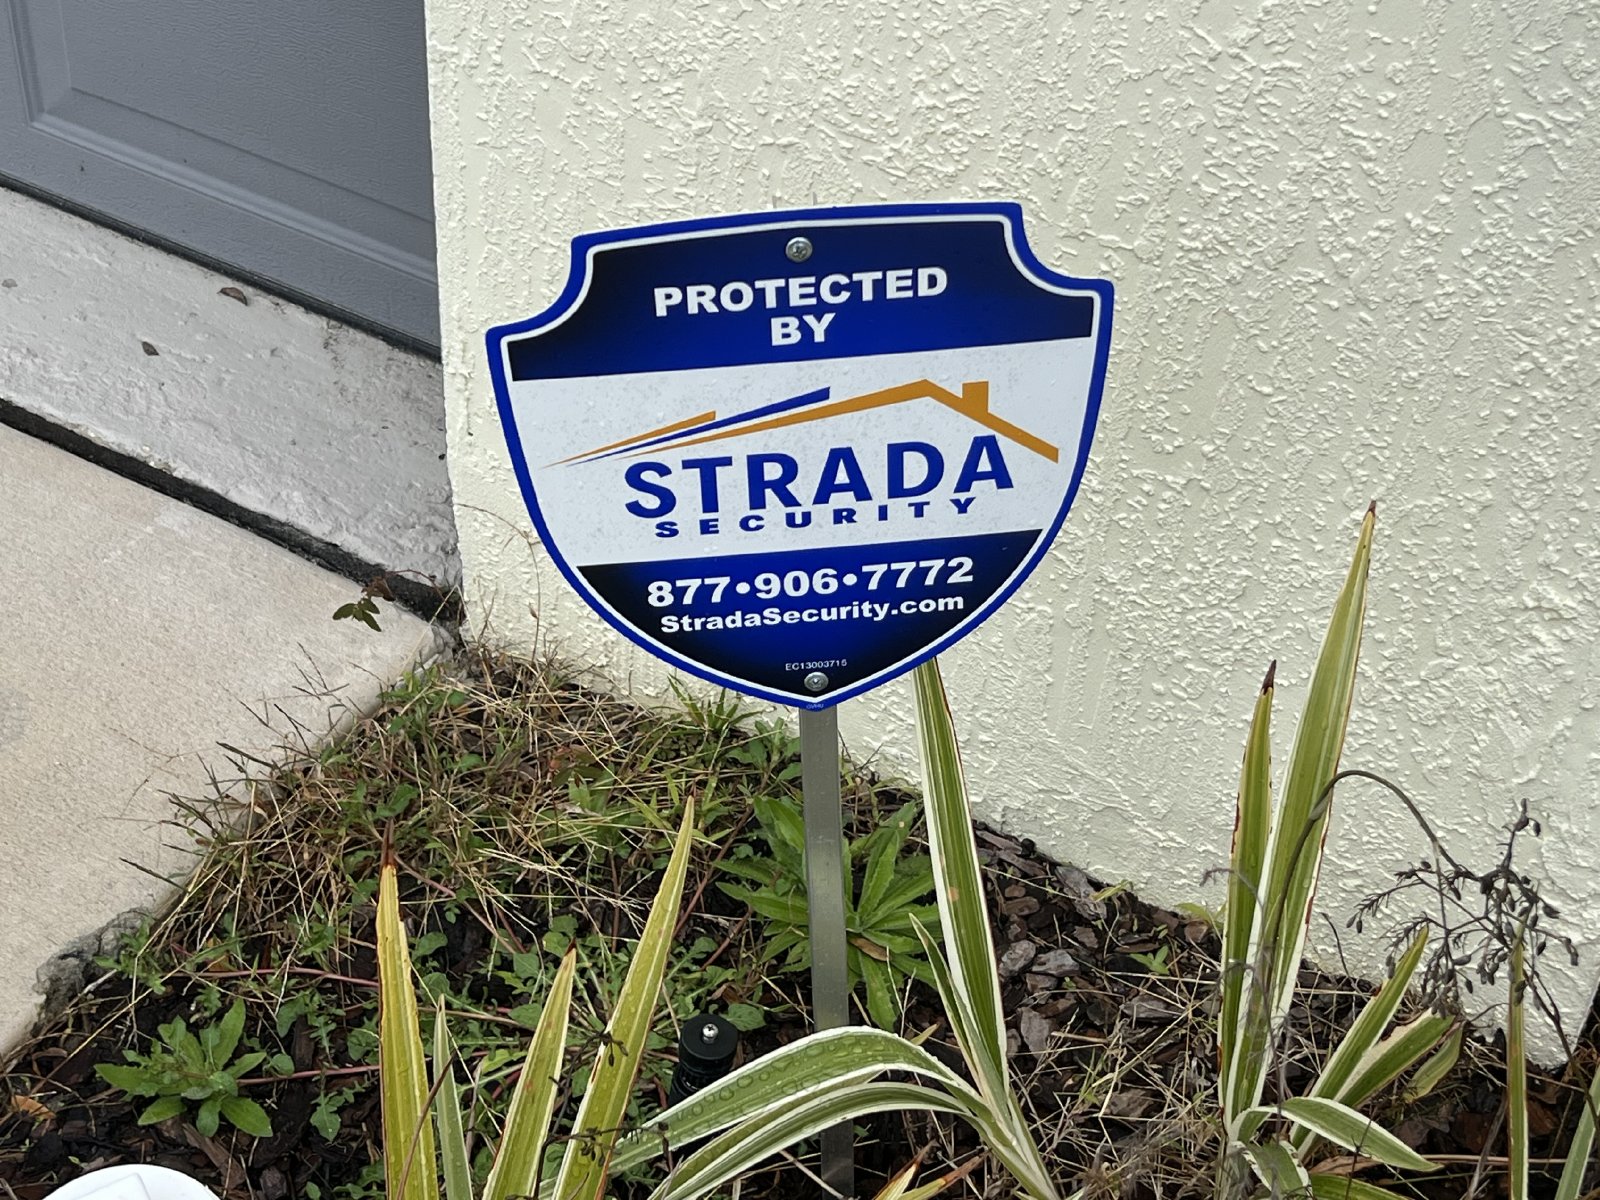 PROTECTED
BY
STRADA
SECURITY
877•906•7772
StradaSecurity.com
EC13003715